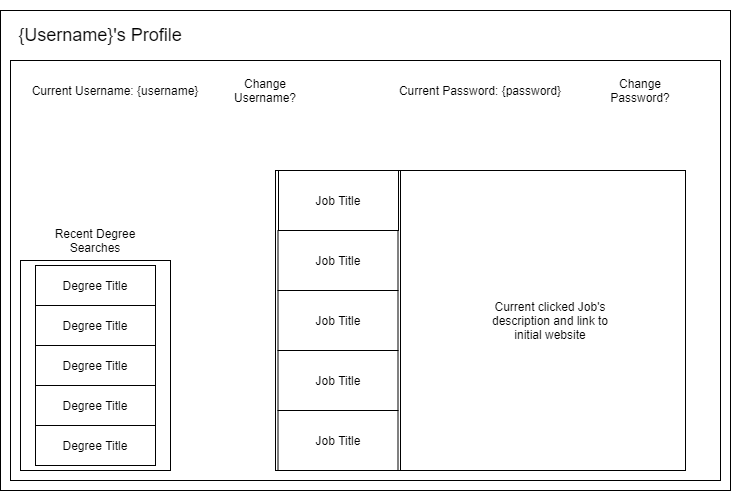 {Username}'s Profile
Current Username: {username}
Change
Username?
Current Password: {password}
Change
Password?
Recent Degree
Searches
Degree Title
Degree Title
Degree Title
Degree Title
Degree Title
Job Title
Job Title
Job Title
Job Title
Job Title
Current clicked Job's
description and link to
initial website